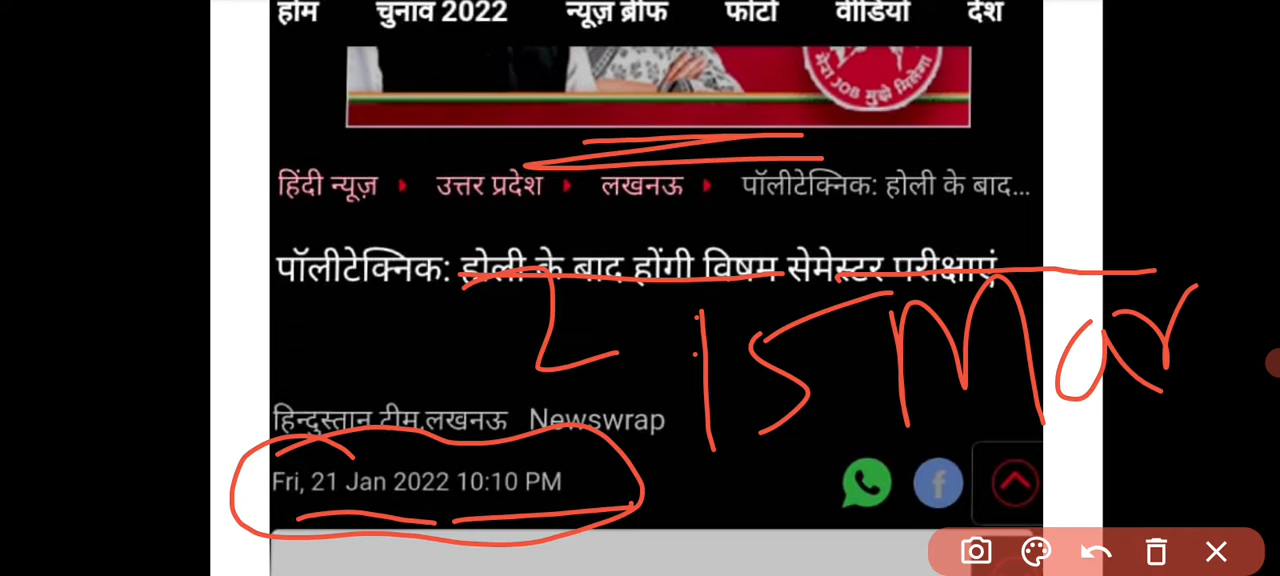 होम चुनाव 2022 न्यूज़ ब्रीफ फोटो वीडियो देश
मेरा JOB मुझे मिलेगा
हिंदी न्यूज़ उत्तर प्रदेश लखनऊ पॉलीटेक्निक: होली के बाद...
पॉलीटेक्निक: होली के बाद होंगी विषम सेमेस्टर परीक्षाएं
15 Mar
हिन्दुस्तान टीम,लखनऊ Newswrap
Fri, 21 Jan 2022 10:10 PM